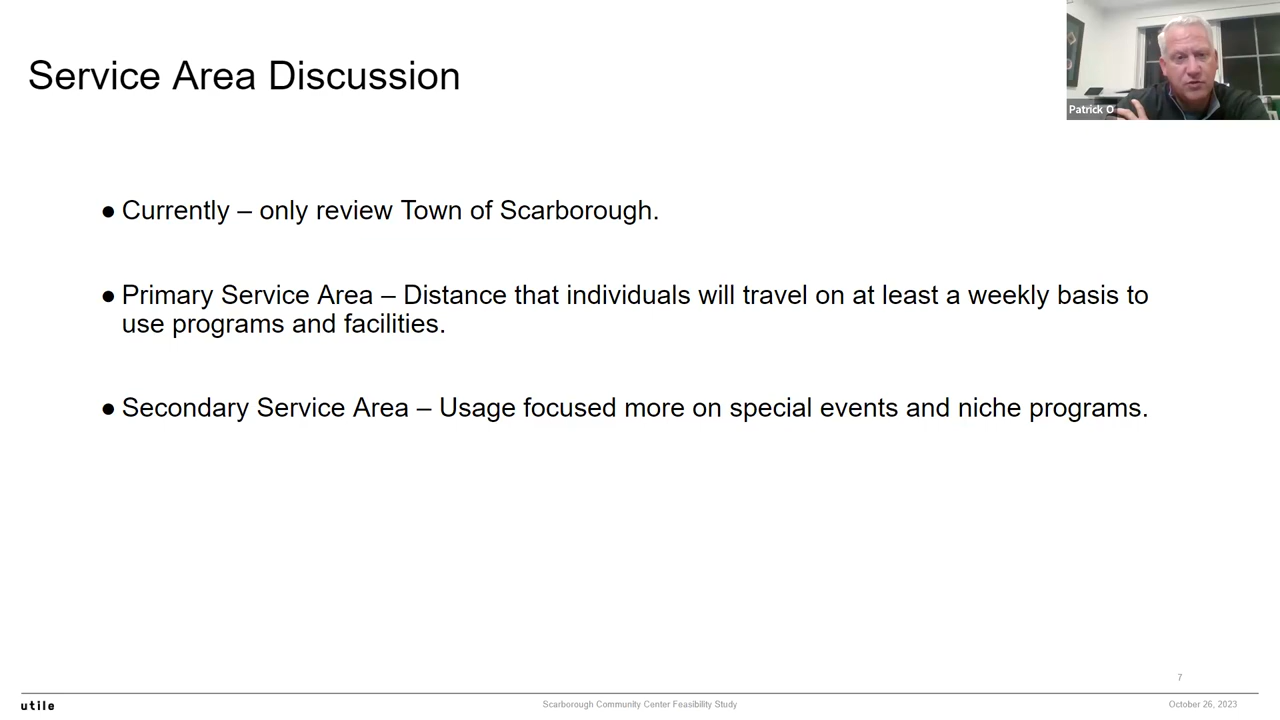 Service Area Discussion
Patrick O
● Currently – only review Town of Scarborough.
● Primary Service Area – Distance that individuals will travel on at least a weekly basis to
use programs and facilities.
● Secondary Service Area – Usage focused more on special events and niche programs.
7
utile
Scarborough Community Center Feasibility Study
October 26, 2023